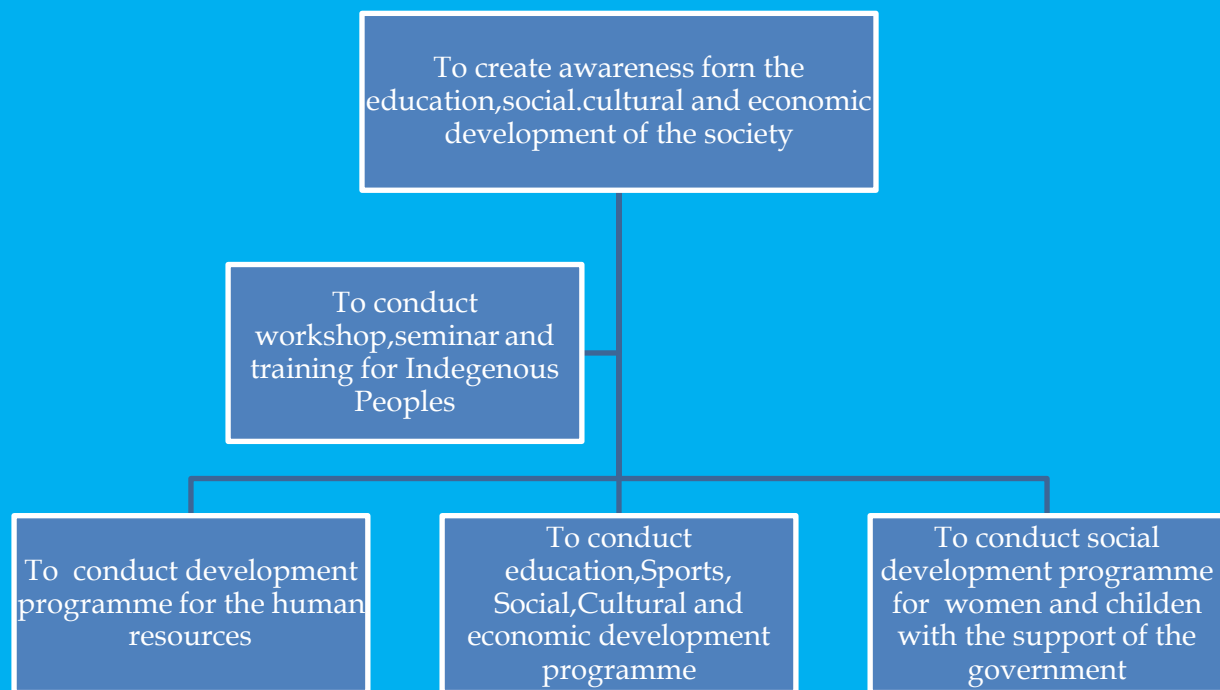 To create awareness forn the
education,social.cultural and economic
development of the society
To conduct
workshop,seminar and
training for Indegenous
Peoples
To conduct development
programme for the human
resources
To conduct
education,Sports,
Social,Cultural and
economic development
programme
To conduct social
development programme
for women and childen
with the support of the
government